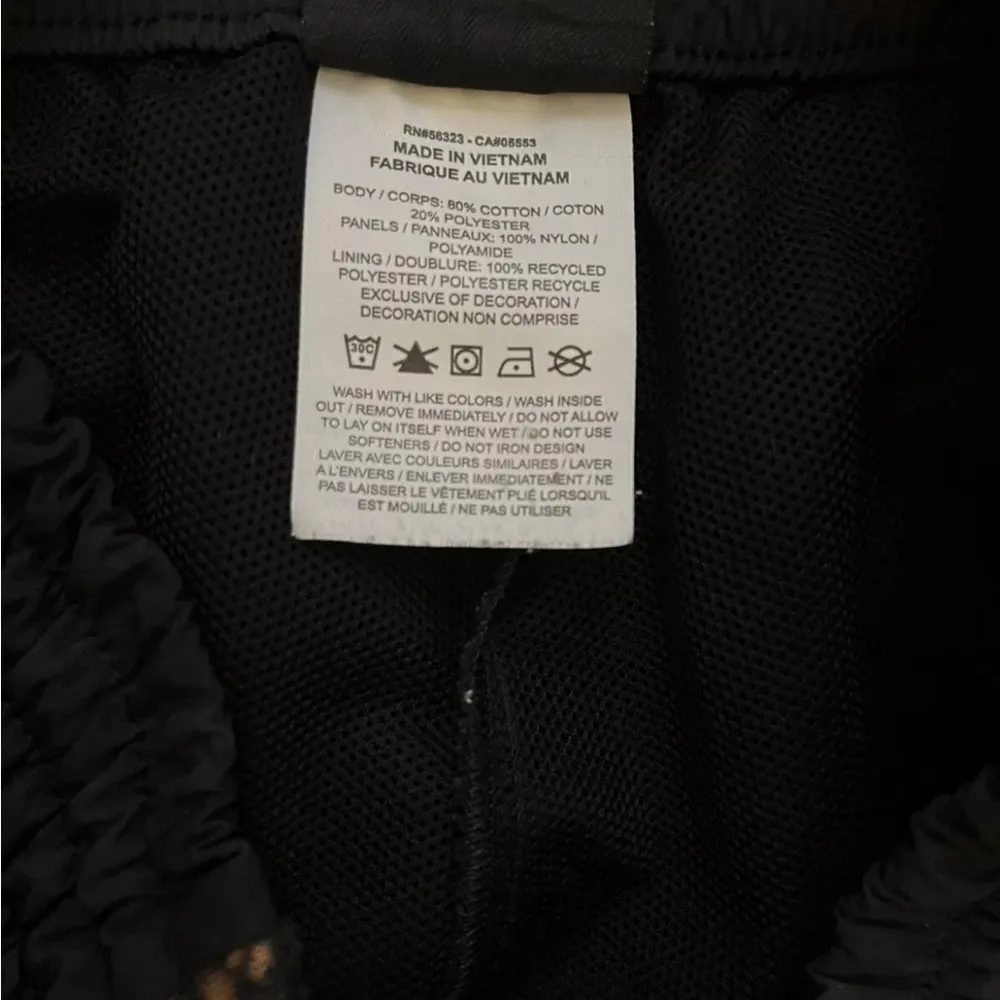 RN#56323 - CA#05553
MADE IN VIETNAM
FABRIQUE AU VIETNAM
BODY / CORPS: 80% COTTON / COTON
20% POLYESTER
PANELS / PANNEAUX: 100% NYLON /
POLYAMIDE
LINING / DOUBLURE: 100% RECYCLED
POLYESTER / POLYESTER RECYCLE
EXCLUSIVE OF DECORATION /
DECORATION NON COMPRISE
30C
WASH WITH LIKE COLORS / WASH INSIDE
OUT / REMOVE IMMEDIATELY / DO NOT ALLOW
TO LAY ON ITSELF WHEN WET / DO NOT USE
SOFTENERS / DO NOT IRON DESIGN
LAVER AVEC COULEURS SIMILAIRES / LAVER
A L'ENVERS / ENLEVER IMMEDIATEMENT / NE
PAS LAISSER LE VÊTEMENT PLIÉ LORSQU'IL
EST MOUILLÉ / NE PAS UTILISER